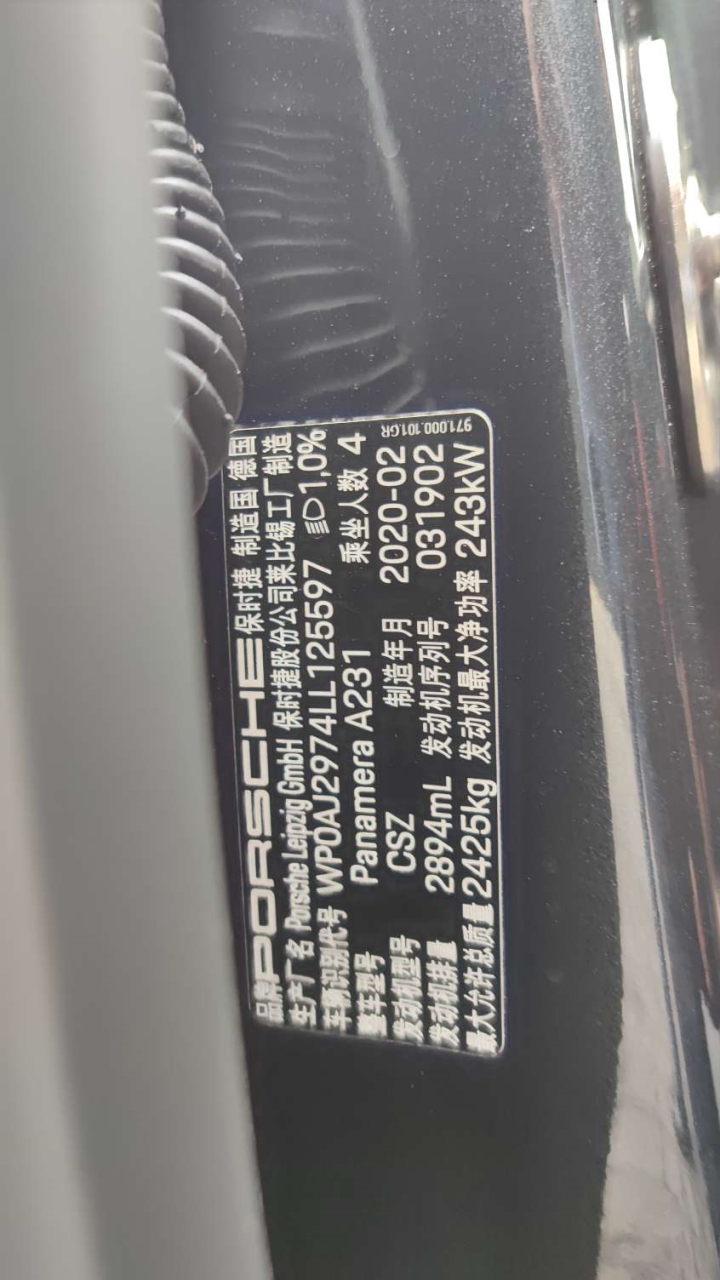 品牌 PORSCHE 保时捷 制造国 德国
生产厂名 Porsche Leipzig GmbH 保时捷股份公司莱比锡工厂制造
车辆识别代号 WP0AJ2974LL125597 1,0%
整车型号 Panamera A231 乘坐人数 4
发动机型号 CSZ 制造年月 2020-02
发动机排量 2894mL 发动机序列号 031902
最大允许总质量 2425kg 发动机最大净功率 243kW
971.000.101.GR